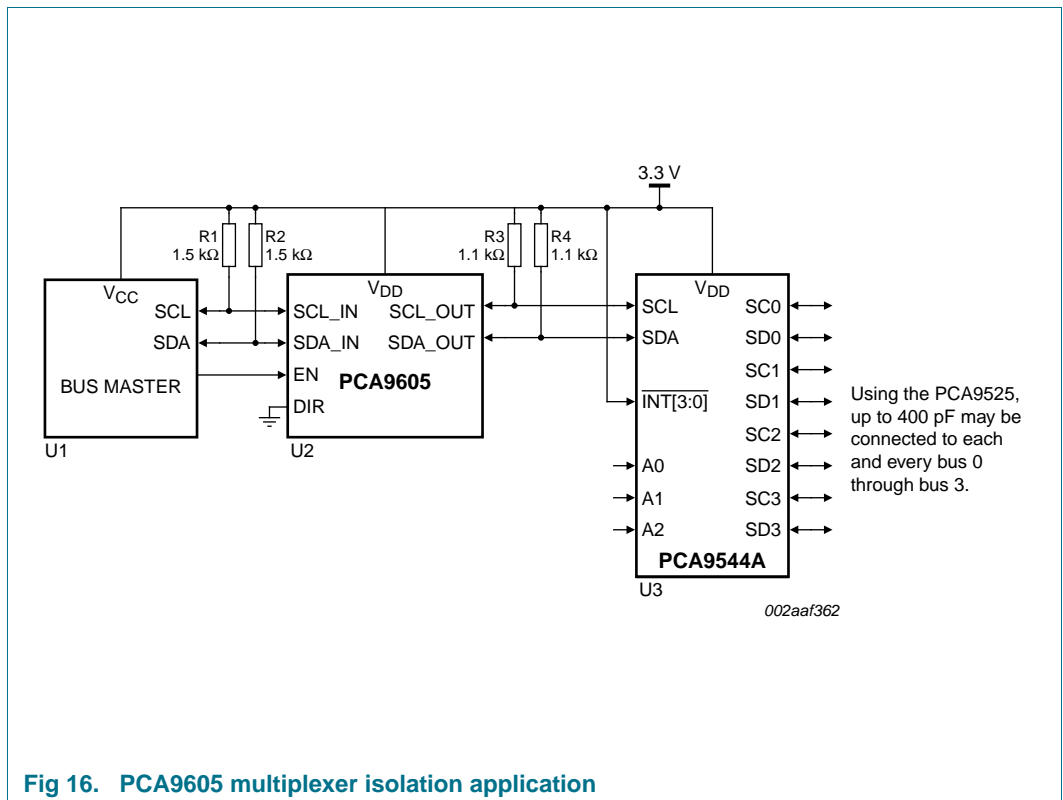 3.3 V
R1
1.5 kΩ
R2
1.5 kΩ
R3
1.1 kΩ
R4
1.1 kΩ
VCC
SCL
SDA
BUS MASTER
U1
VDD
SCL_IN
SCL_OUT
SDA_IN
SDA_OUT
EN
PCA9605
DIR
U2
VDD
SCL
SC0
SDA
SD0
SC1
INT[3:0]
SD1
SC2
A0
SD2
A1
SC3
A2
SD3
PCA9544A
U3
Using the PCA9525,
up to 400 pF may be
connected to each
and every bus 0
through bus 3.
002aaf362
Fig 16. PCA9605 multiplexer isolation application